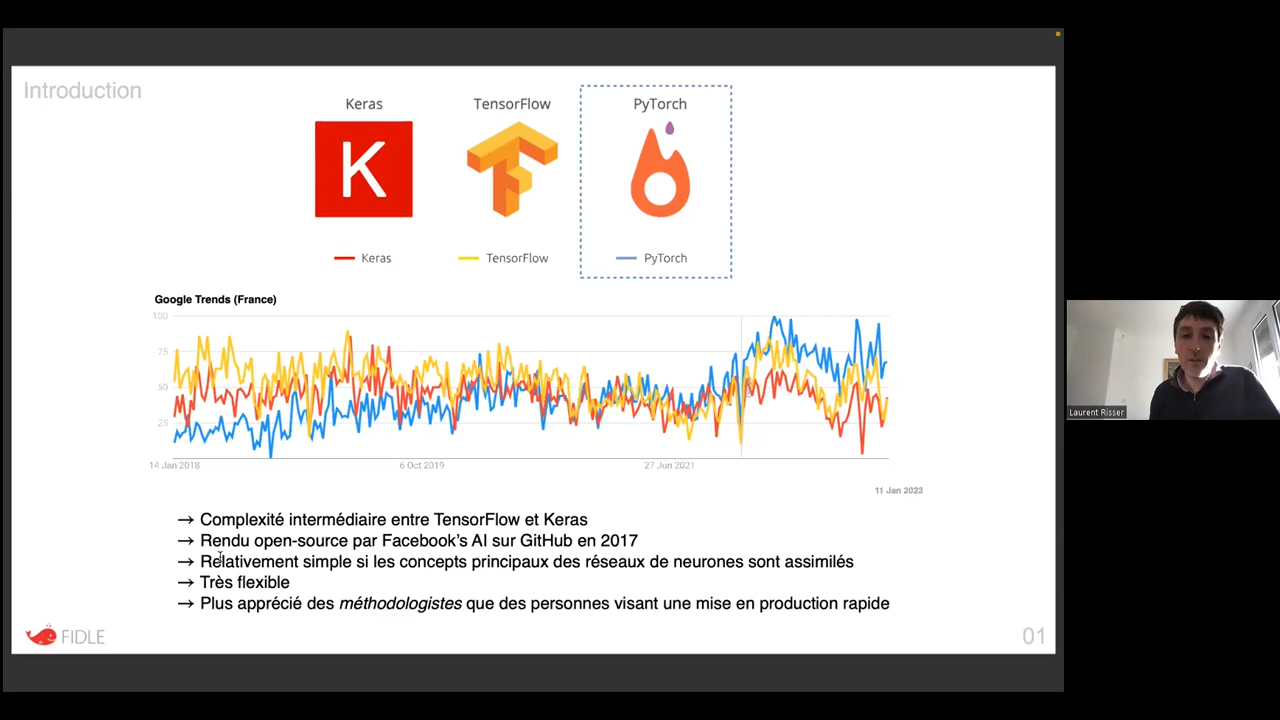 Introduction
Keras
TensorFlow
PyTorch
K
Keras
TensorFlow
PyTorch
Google Trends (France)
100
75
50
25
14 Jan 2018
6 Oct 2019
27 Jun 2021
11 Jan 2023
→ Complexité intermédiaire entre TensorFlow et Keras
→ Rendu open-source par Facebook's AI sur GitHub en 2017
→ Relativement simple si les concepts principaux des réseaux de neurones sont assimilés
→ Très flexible
→ Plus apprécié des méthodologistes que des personnes visant une mise en production rapide
FIDLE
01
Laurent Risser